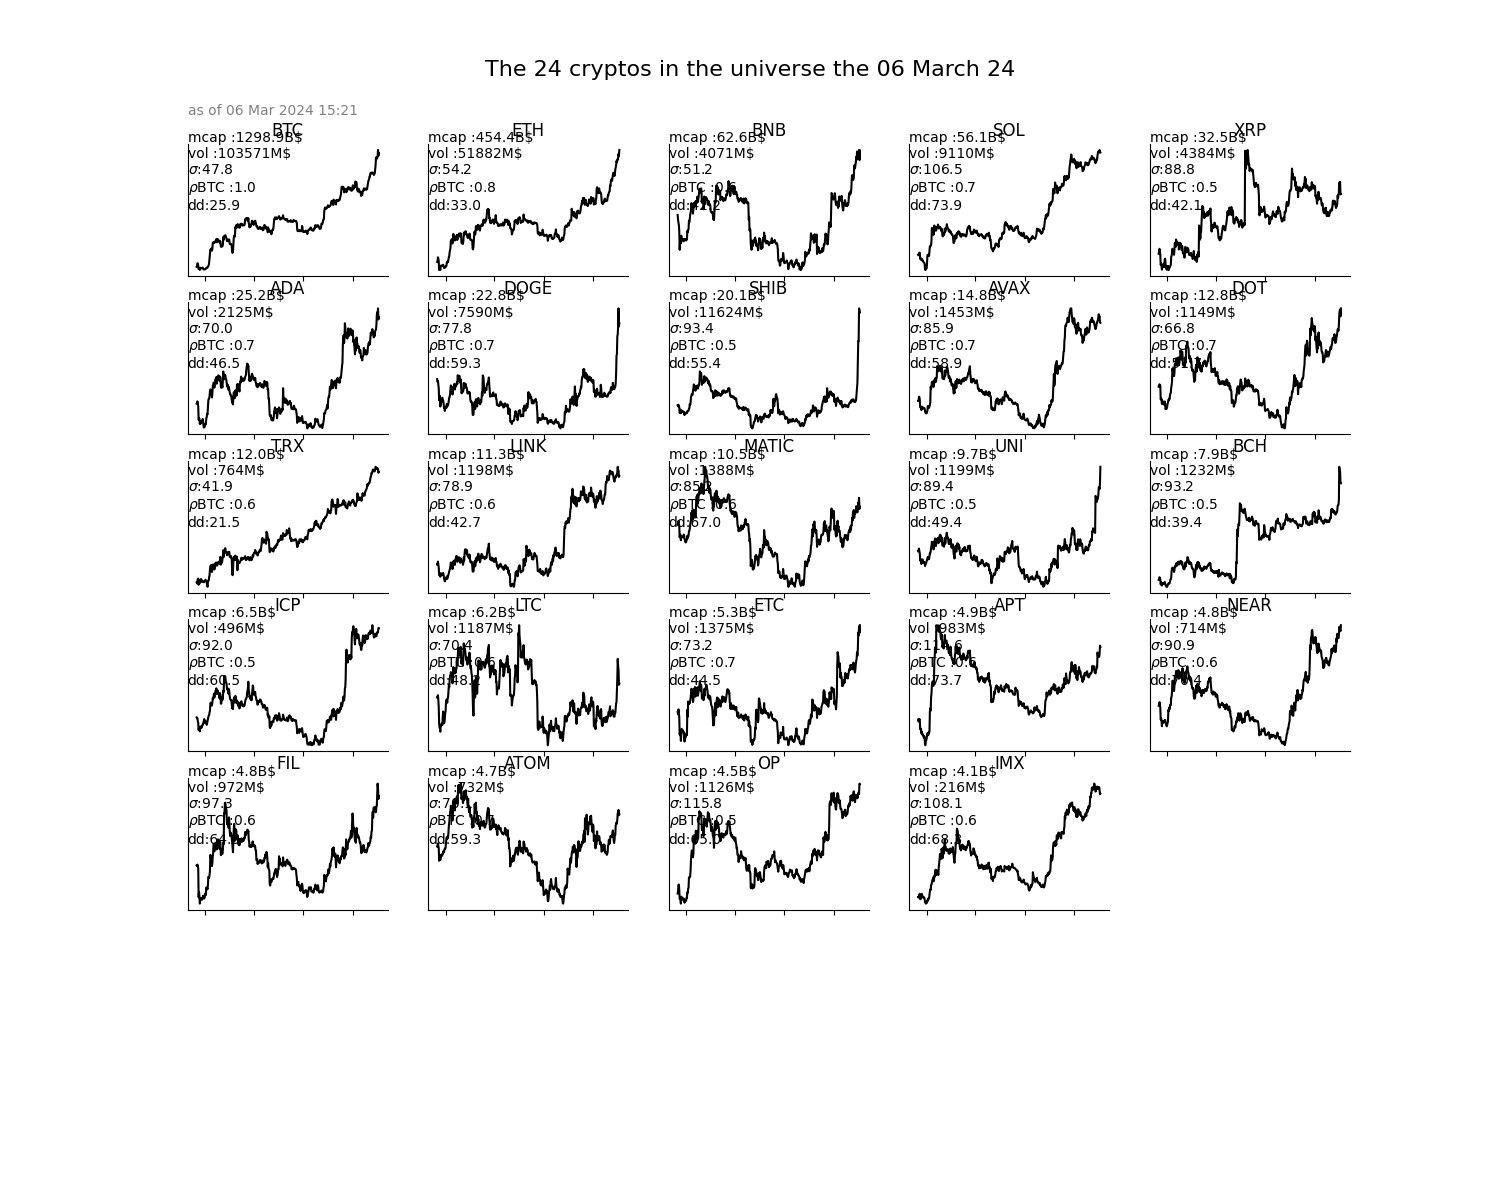 The 24 cryptos in the universe the 06 March 24
as of 06 Mar 2024 15:21
BTC
mcap :1298.9B$
vol :103571M$
σ:47.8
ρBTC :1.0
dd:25.9
ETH
mcap :454.4B$
vol :51882M$
σ:54.2
ρBTC :0.8
dd:33.0
BNB
mcap :62.6B$
vol :4071M$
σ:51.2
ρBTC :0.6
SOL
mcap :56.1B$
vol :9110M$
σ:106.5
ρBTC :0.7
dd:73.9
XRP
mcap :32.5B$
vol :4384M$
σ:88.8
ρBTC :0.5
dd:42.1
ADA
mcap :25.2B$
vol :2125M$
σ:70.0
ρBTC :0.7
dd:46.5
DOGE
mcap :22.8B$
vol :7590M$
σ:77.8
ρBTC :0.7
dd:59.3
SHIB
mcap :20.1B$
vol :11624M$
σ:93.4
ρBTC :0.5
dd:55.4
AVAX
mcap :14.8B$
vol :1453M$
σ:85.9
ρBTC :0.7
dd:58.9
DOT
mcap :12.8B$
vol :1149M$
σ:66.8
ρBTC :0.7
TRX
mcap :12.0B$
vol :764M$
σ:41.9
ρBTC :0.6
dd:21.5
LINK
mcap :11.3B$
vol :1198M$
σ:78.9
ρBTC :0.6
dd:42.7
MATIC
mcap :10.5B$
vol :1388M$
ρBTC :0.6
dd:67.0
UNI
mcap :9.7B$
vol :1199M$
σ:89.4
ρBTC :0.5
dd:49.4
BCH
mcap :7.9B$
vol :1232M$
σ:93.2
ρBTC :0.5
dd:39.4
ICP
mcap :6.5B$
vol :496M$
σ:92.0
ρBTC :0.5
dd:60.5
LTC
mcap :6.2B$
vol :1187M$
σ:70.4
ρBTC :0.6
ETC
mcap :5.3B$
vol :1375M$
σ:73.2
ρBTC :0.7
dd:44.5
APT
mcap :4.9B$
vol :983M$
ρBTC :0.6
dd:73.7
NEAR
mcap :4.8B$
vol :714M$
σ:90.9
ρBTC :0.6
FIL
mcap :4.8B$
vol :972M$
σ:97.3
ρBTC :0.6
ATOM
mcap :4.7B$
vol :732M$
ρBTC
dd:59.3
OP
mcap :4.5B$
vol :1126M$
σ:115.8
ρBTC :0.5
IMX
mcap :4.1B$
vol :216M$
σ:108.1
ρBTC :0.6